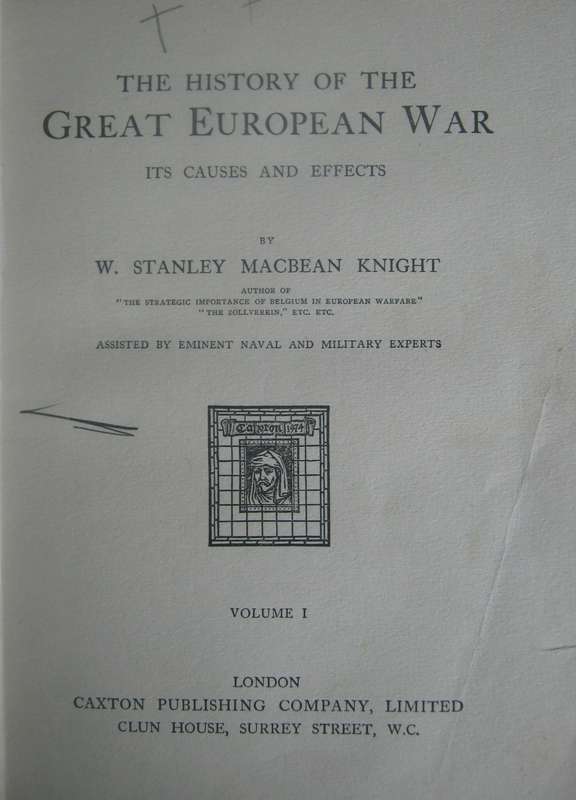 THE HISTORY OF THE
GREAT EUROPEAN WAR
ITS CAUSES AND EFFECTS
BY
W. STANLEY MACBEAN KNIGHT
AUTHOR OF
"THE STRATEGIC IMPORTANCE OF BELGIUM IN EUROPEAN WARFARE"
"THE ZOLLVEREIN," ETC. ETC.
ASSISTED BY EMINENT NAVAL AND MILITARY EXPERTS
Caxton 1474
VOLUME I
LONDON
CAXTON PUBLISHING COMPANY, LIMITED
CLUN HOUSE, SURREY STREET, W.C.